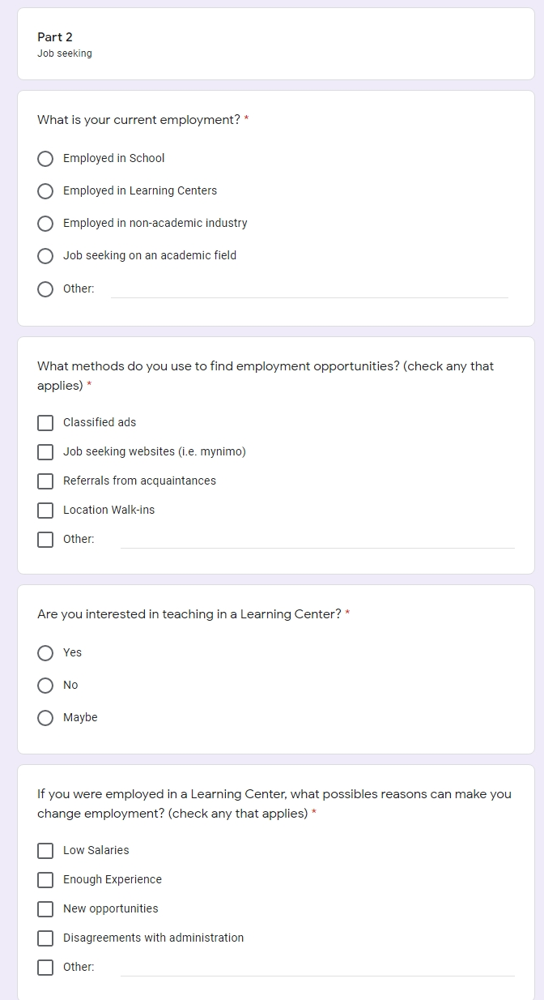 Part 2
Job seeking
What is your current employment? *
Employed in School
Employed in Learning Centers
Employed in non-academic industry
Job seeking on an academic field
Other:
What methods do you use to find employment opportunities? (check any that
applies) *
Classified ads
Job seeking websites (i.e. mynimo)
Referrals from acquaintances
Location Walk-ins
Other:
Are you interested in teaching in a Learning Center? *
Yes
No
Maybe
If you were employed in a Learning Center, what possibles reasons can make you
change employment? (check any that applies) *
Low Salaries
Enough Experience
New opportunities
Disagreements with administration
Other: